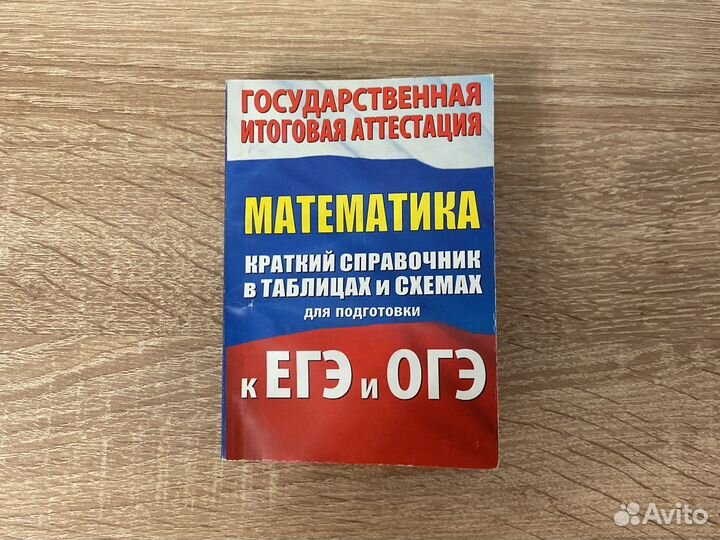 ГОСУДАРСТВЕННАЯ
ИТОГОВАЯ АТТЕСТАЦИЯ
МАТЕМАТИКА
КРАТКИЙ СПРАВОЧНИК
В ТАБЛИЦАХ и СХЕМАХ
для подготовки
к ЕГЭ и ОГЭ
Avito